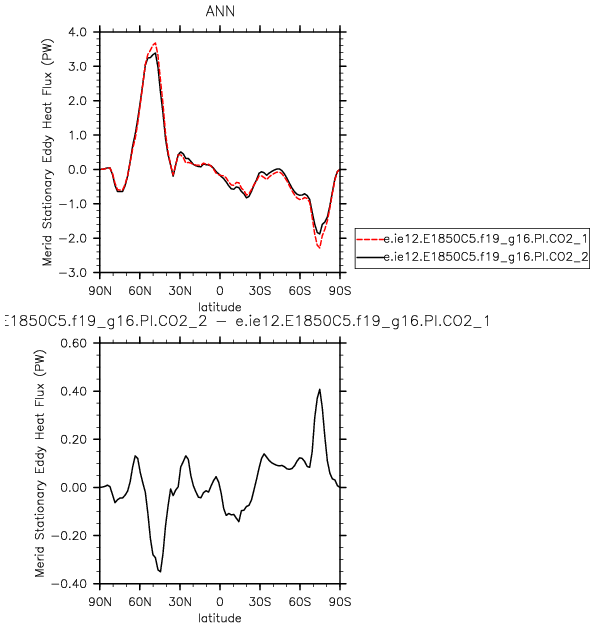 ANN
Merid Stationary Eddy Heat Flux (PW)
4.0
3.0
2.0
1.0
0.0
−1.0
−2.0
−3.0
90N 60N 30N 0 30S 60S 90S
latitude
e.ie12.E1850C5.f19_g16.PI.CO2_1
e.ie12.E1850C5.f19_g16.PI.CO2_2
E1850C5.f19_g16.PI.CO2_2 − e.ie12.E1850C5.f19_g16.PI.CO2_1
Merid Stationary Eddy Heat Flux (PW)
0.60
0.40
0.20
0.00
−0.20
−0.40
90N 60N 30N 0 30S 60S 90S
latitude